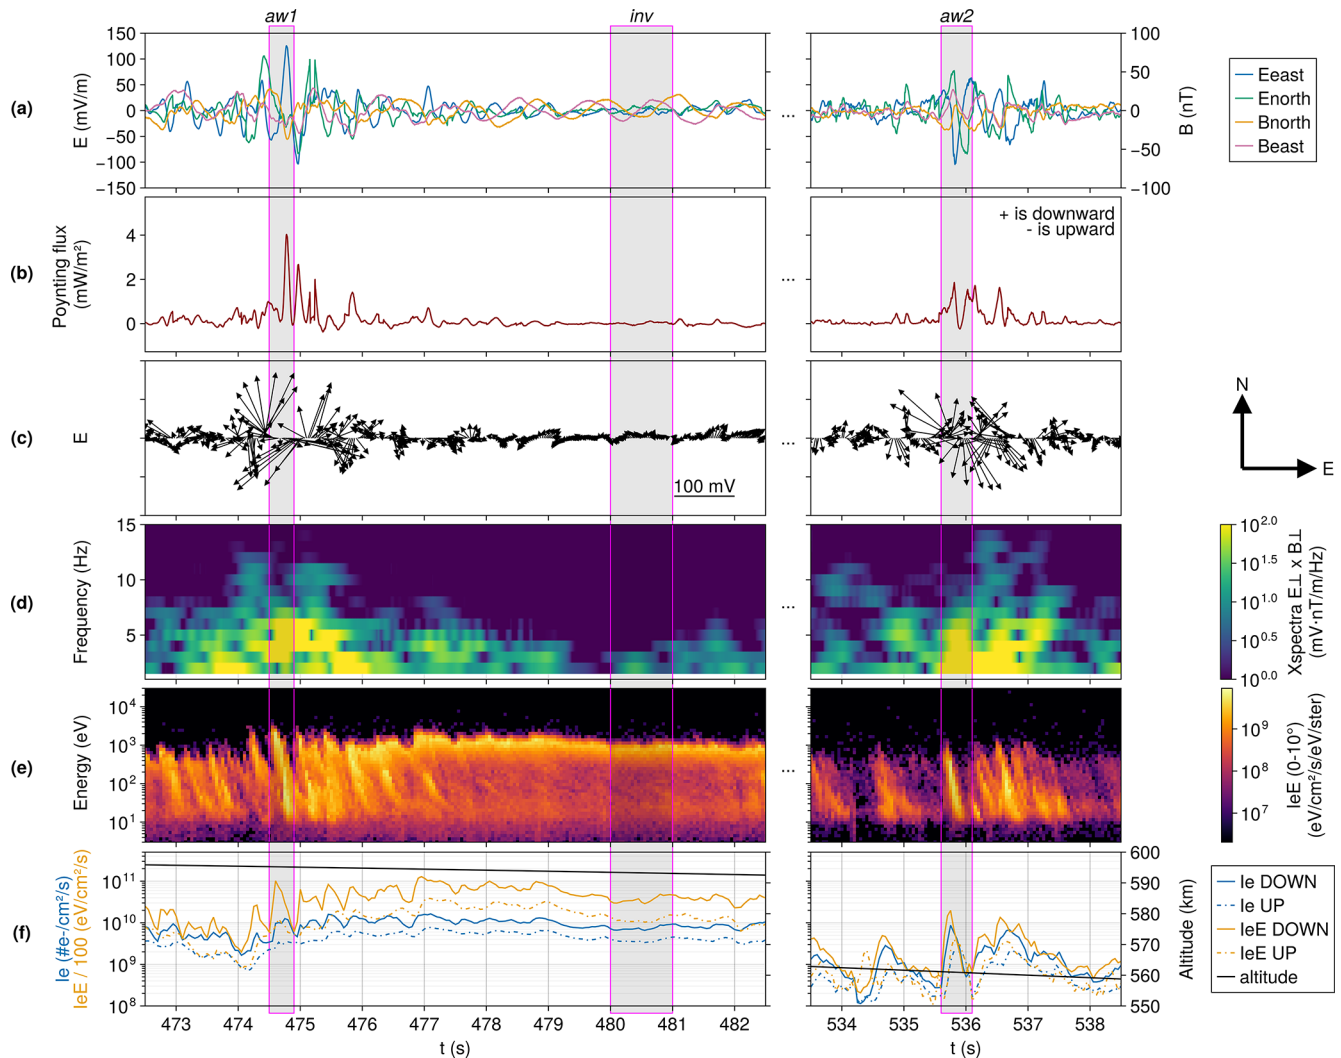 aw1 inv aw2
(a)
E (mV/m)
150
100
50
0
−50
−100
−150
...
100
50
0
−50
−100
B (nT)
Eeast
Enorth
Bnorth
Beast
(b)
Poynting flux
(mW/m²)
4
2
0
...
+ is downward
- is upward
(c)
E
100 mV
...
N
E
(d)
Frequency (Hz)
15
10
5
...
10^2.0
10^1.5
10^1.0
10^0.5
10^0.0
Xspectra E⊥ x B⊥
(mV·nT/m/Hz)
(e)
Energy (eV)
10^4
10^3
10^2
10^1
...
10^9
10^8
10^7
IeE (0-10°)
(eV/cm²/s/eV/ster)
(f)
Ie (#e-/cm²/s)
IeE / 100 (eV/cm²/s)
10^11
10^10
10^9
10^8
600
590
580
570
560
550
Altitude (km)
Ie DOWN
Ie UP
IeE DOWN
IeE UP
altitude
473 474 475 476 477 478 479 480 481 482 534 535 536 537 538
t (s) t (s)